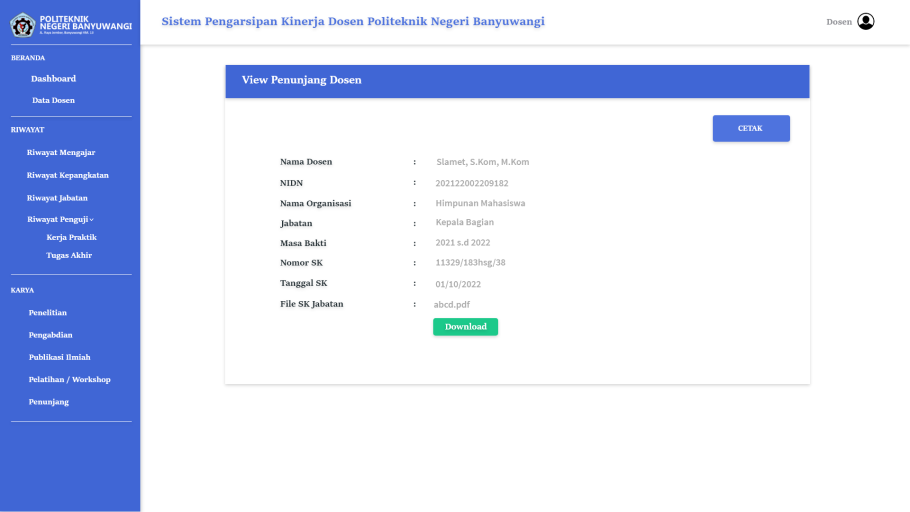 POLITEKNIK
NEGERI BANYUWANGI
Sistem Pengarsipan Kinerja Dosen Politeknik Negeri Banyuwangi
Dosen
BERANDA
Dashboard
Data Dosen
RIWAYAT
Riwayat Mengajar
Riwayat Kepangkatan
Riwayat Jabatan
Riwayat Penguji
Kerja Praktik
Tugas Akhir
KARYA
Penelitian
Pengabdian
Publikasi Ilmiah
Pelatihan / Workshop
Penunjang
View Penunjang Dosen
CETAK
Nama Dosen : Slamet, S.Kom, M.Kom
NIDN : 202122002209182
Nama Organisasi : Himpunan Mahasiswa
Jabatan : Kepala Bagian
Masa Bakti : 2021 s.d 2022
Nomor SK : 11329/183hsg/38
Tanggal SK : 01/10/2022
File SK Jabatan : abcd.pdf
Download